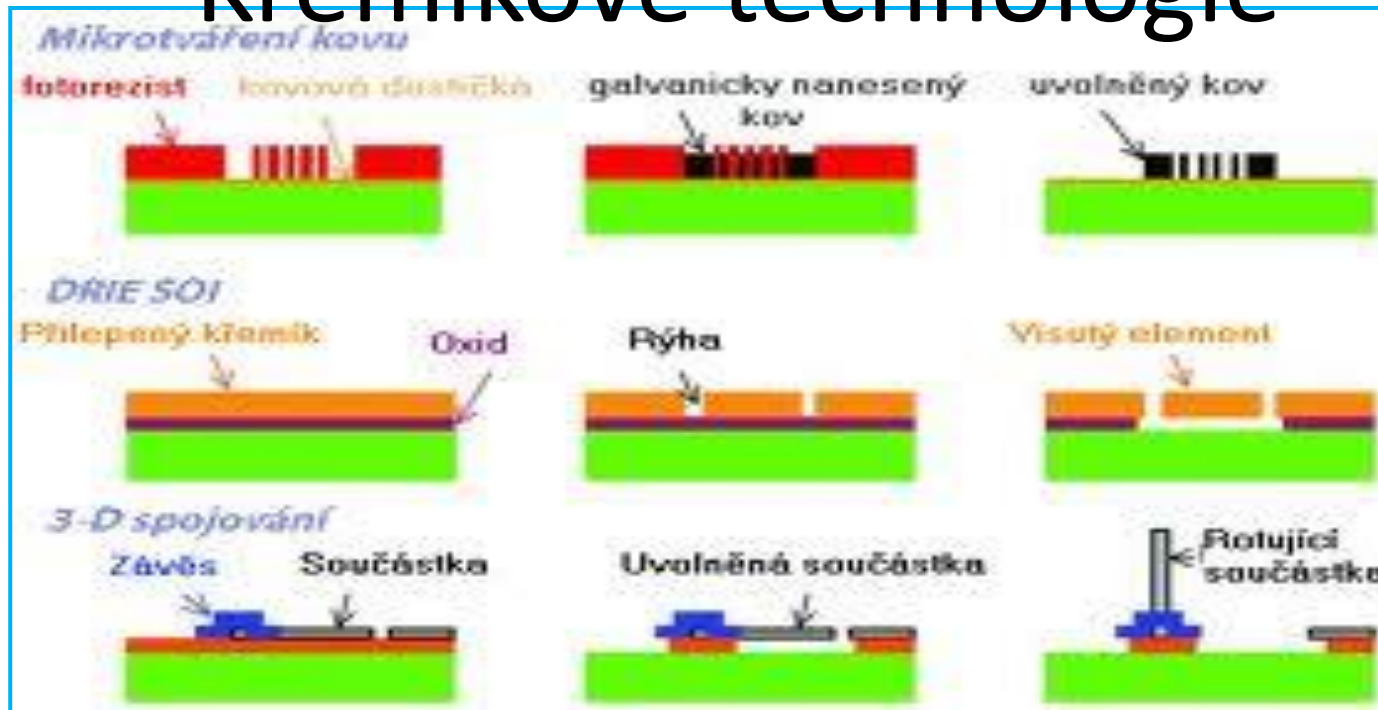 Křemíkové technologie
Mikrotváření kovu
fotorezist kovová destička galvanicky nanesený uvolněný kov
kov
DRIE SOI
Přilepený křemík Oxid Rýha Visutý element
3-D spojování
Závěs Součástka Uvolněná součástka Rotující
součástka